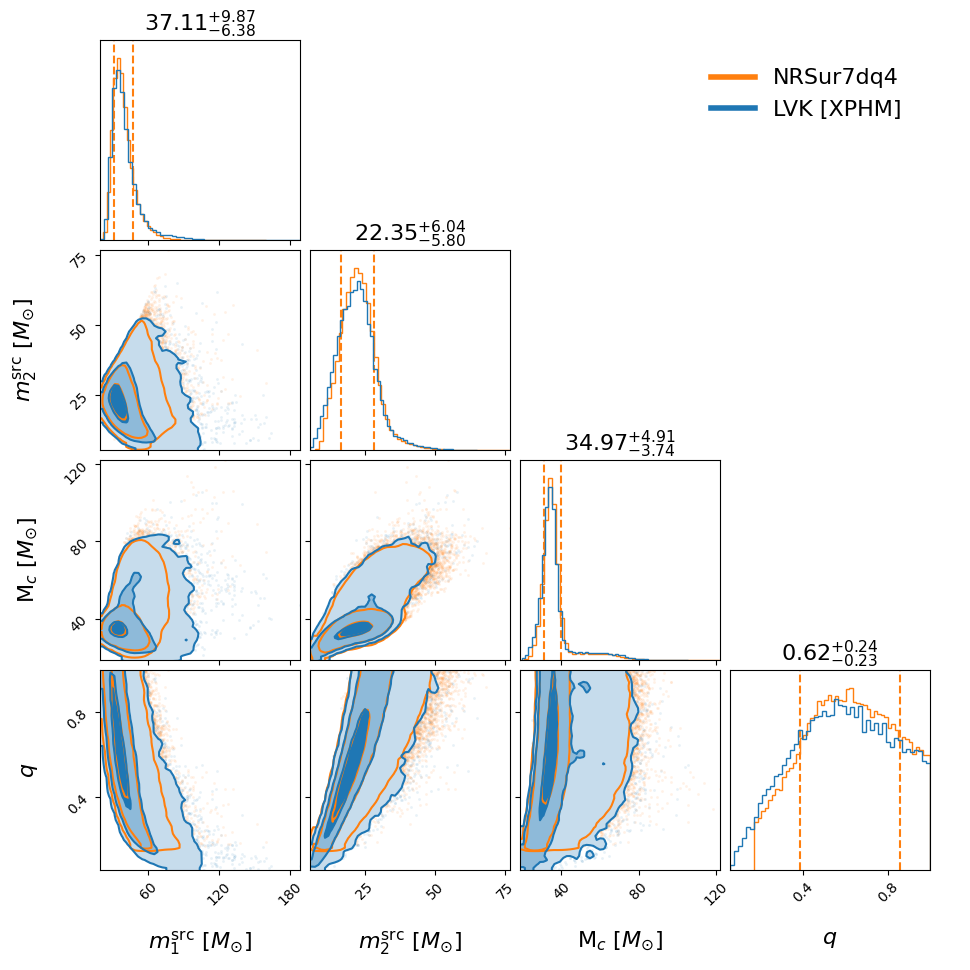 37.11+9.87−6.38
NRSur7dq4
LVK [XPHM]
22.35+6.04−5.80
75
50
25
m2src [M⊙]
34.97+4.91−3.74
120
80
40
Mc [M⊙]
0.62+0.24−0.23
0.8
0.4
q
60 120 180
25 50 75
40 80 120
0.4 0.8
m1src [M⊙] m2src [M⊙] Mc [M⊙] q